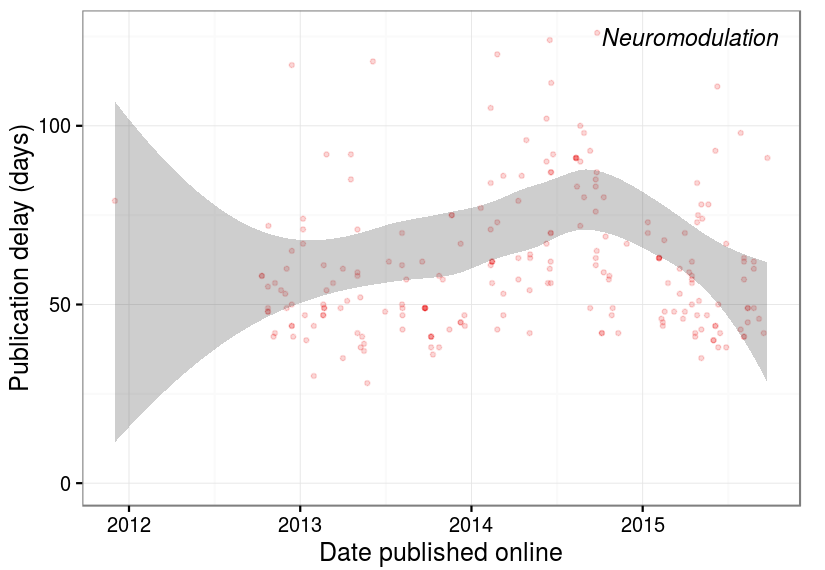 Neuromodulation
Publication delay (days)
100
50
0
2012 2013 2014 2015
Date published online